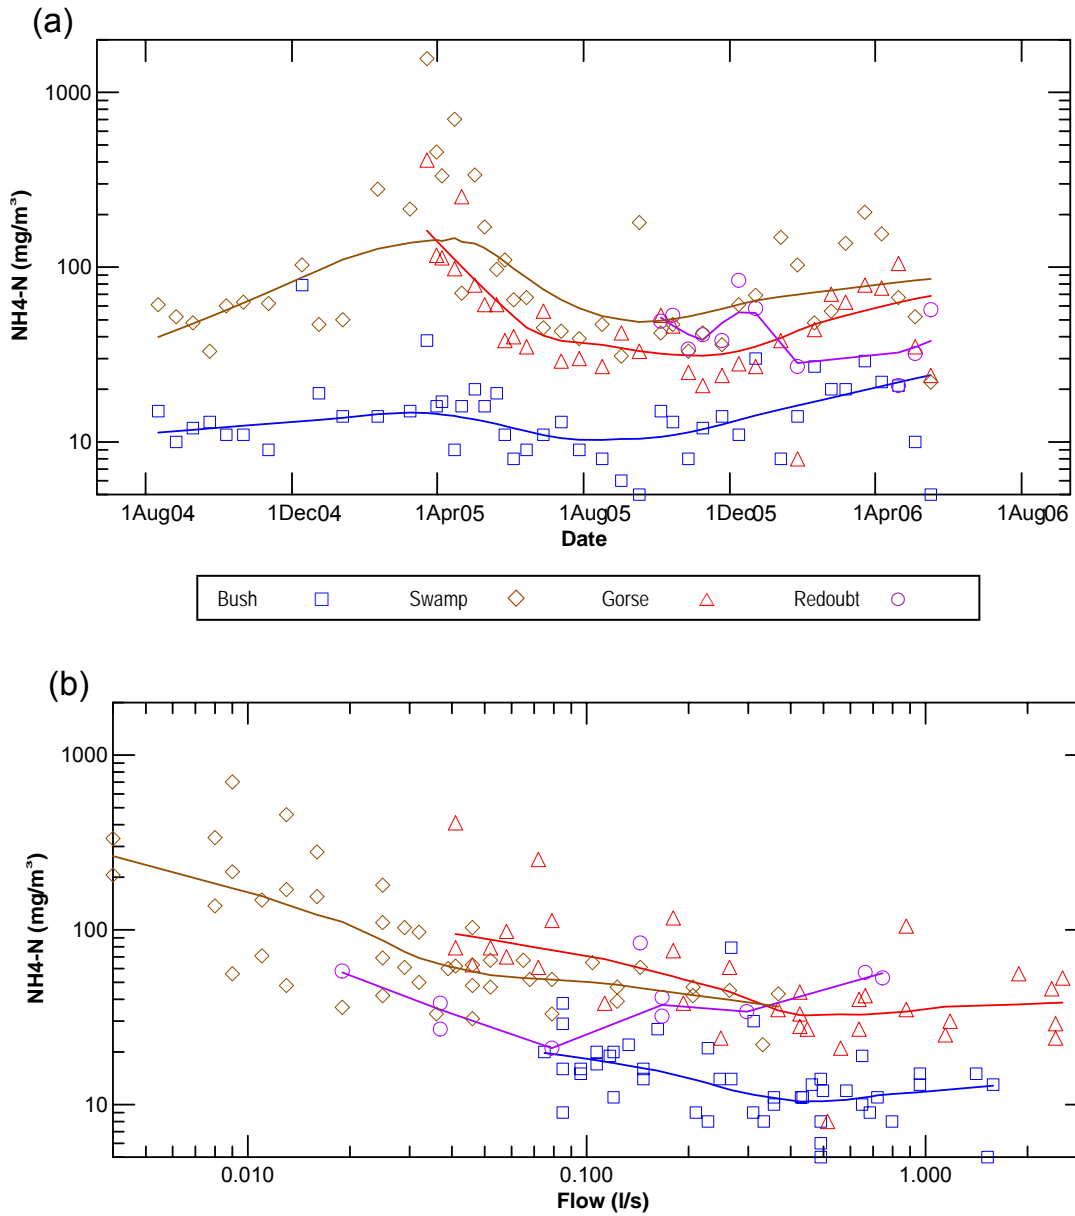 (a)
1000
100
10
NH4-N (mg/m³)
1Aug04 1Dec04 1Apr05 1Aug05 1Dec05 1Apr06 1Aug06
Date
Bush Swamp Gorse Redoubt
(b)
1000
100
10
NH4-N (mg/m³)
0.010 0.100 1.000
Flow (l/s)